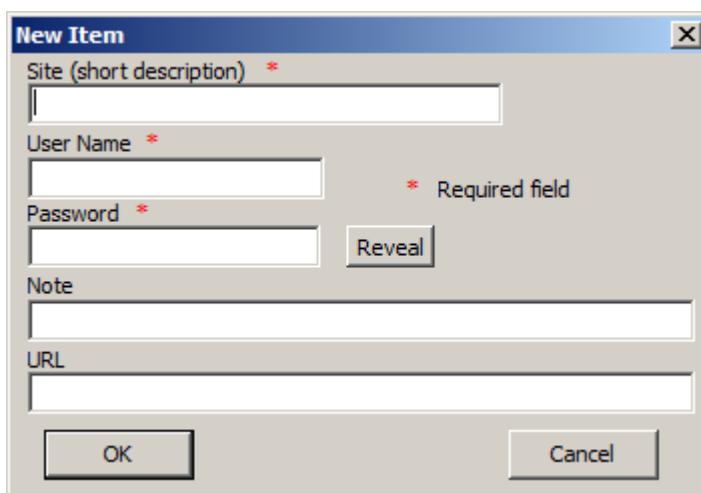 New Item
Site (short description) *
User Name *
* Required field
Password *
Reveal
Note
URL
OK
Cancel